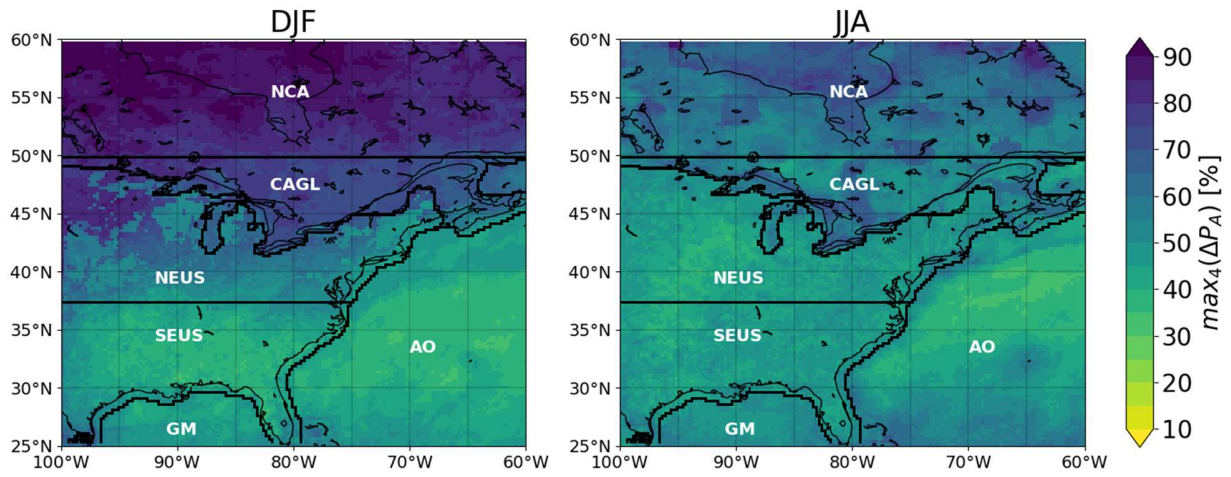 DJF
JJA
60°N
55°N
50°N
45°N
40°N
35°N
30°N
25°N
100°W
90°W
80°W
70°W
60°W
NCA
CAGL
NEUS
SEUS
AO
GM
60°N
55°N
50°N
45°N
40°N
35°N
30°N
25°N
100°W
90°W
80°W
70°W
60°W
NCA
CAGL
NEUS
SEUS
AO
GM
90
80
70
60
50
40
30
20
10
max₄(ΔP_A) [%]